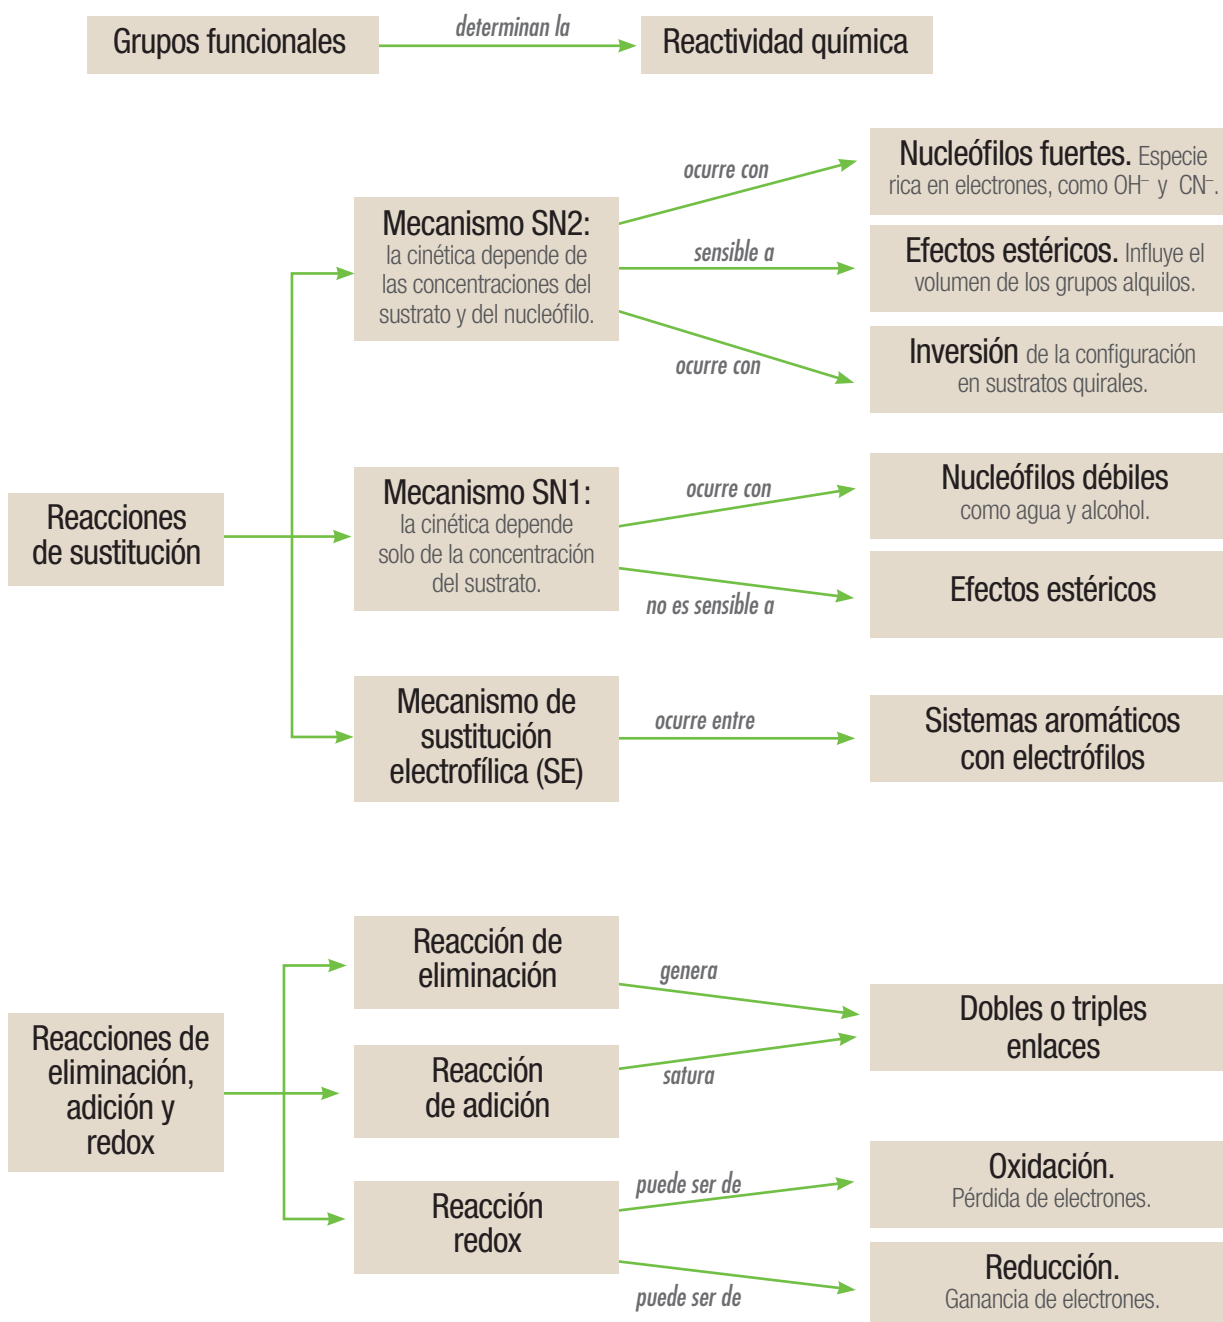 Grupos funcionales
determinan la
Reactividad química
Reacciones
de sustitución
Mecanismo SN2:
la cinética depende de
las concentraciones del
sustrato y del nucleófilo.
ocurre con
Nucleófilos fuertes. Especie
rica en electrones, como OH⁻ y CN⁻.
sensible a
Efectos estéricos. Influye el
volumen de los grupos alquilos.
ocurre con
Inversión de la configuración
en sustratos quirales.
Mecanismo SN1:
la cinética depende
solo de la concentración
del sustrato.
ocurre con
Nucleófilos débiles
como agua y alcohol.
no es sensible a
Efectos estéricos
Mecanismo de
sustitución
electrofílica (SE)
ocurre entre
Sistemas aromáticos
con electrófilos
Reacciones de
eliminación,
adición y
redox
Reacción de
eliminación
genera
Dobles o triples
enlaces
Reacción
de adición
satura
Reacción
redox
puede ser de
Oxidación.
Pérdida de electrones.
puede ser de
Reducción.
Ganancia de electrones.